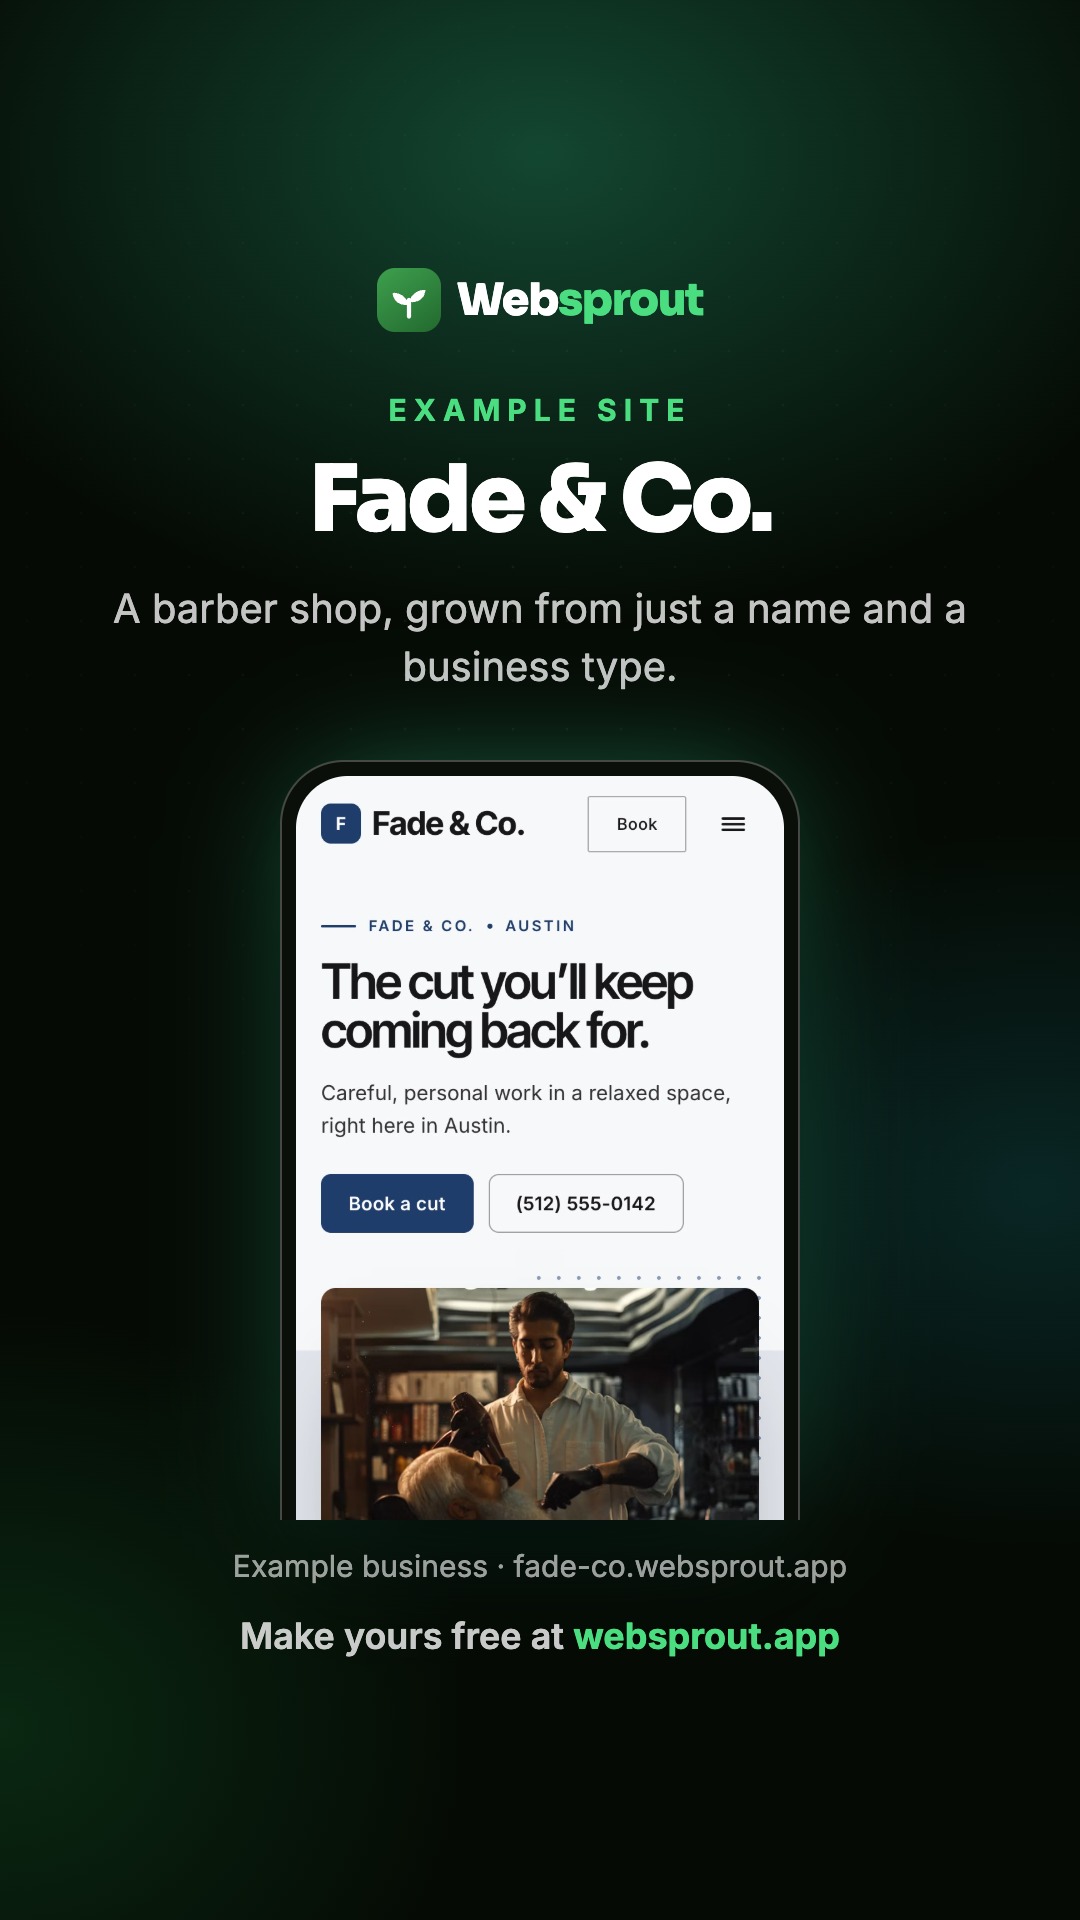 Websprout
EXAMPLE SITE
Fade & Co.
A barber shop, grown from just a name and a
business type.
F Fade & Co. Book
FADE & CO. • AUSTIN
The cut you’ll keep
coming back for.
Careful, personal work in a relaxed space,
right here in Austin.
Book a cut (512) 555-0142
Example business · fade-co.websprout.app
Make yours free at websprout.app